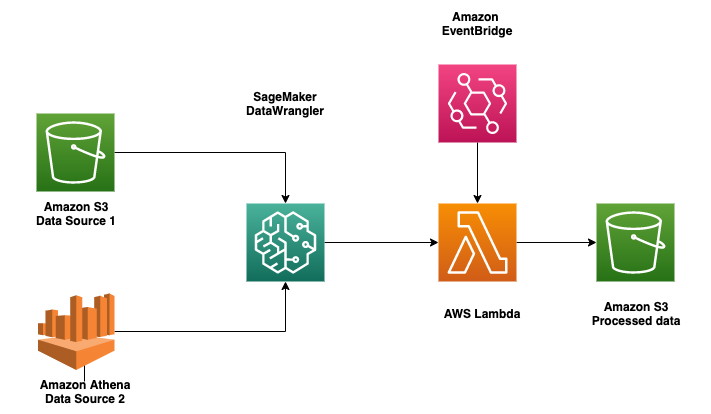 Amazon
EventBridge
SageMaker
DataWrangler
Amazon S3
Data Source 1
AWS Lambda
Amazon S3
Processed data
Amazon Athena
Data Source 2